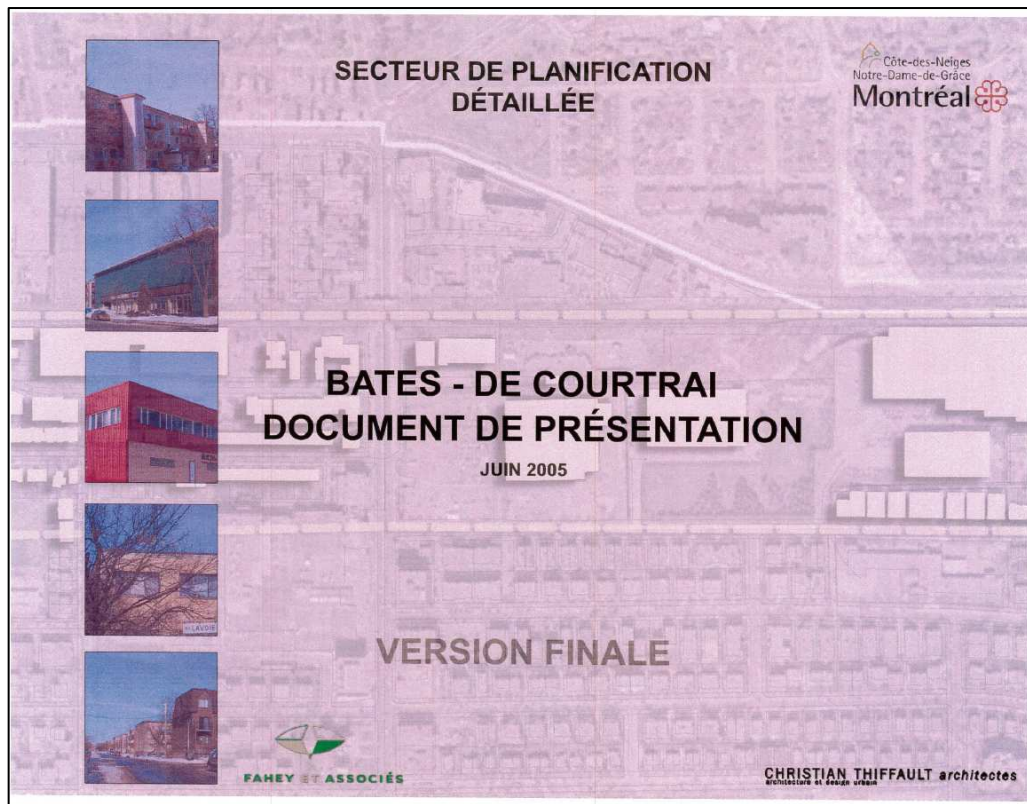 SECTEUR DE PLANIFICATION
DÉTAILLÉE
Côte-des-Neiges
Notre-Dame-de-Grâce
Montréal
BATES - DE COURTRAI
DOCUMENT DE PRÉSENTATION
JUIN 2005
VERSION FINALE
FAHEY ET ASSOCIÉS
CHRISTIAN THIFFAULT architectes
architecture et design urbain